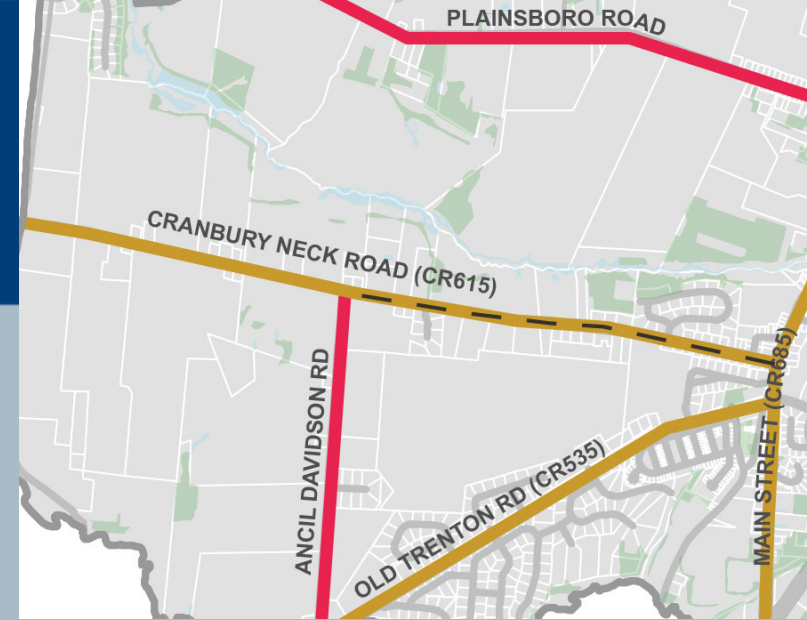 PLAINSBORO ROAD
CRANBURY NECK ROAD (CR615)
ANCIL DAVIDSON RD
OLD TRENTON RD (CR535)
MAIN STREET (CR685)